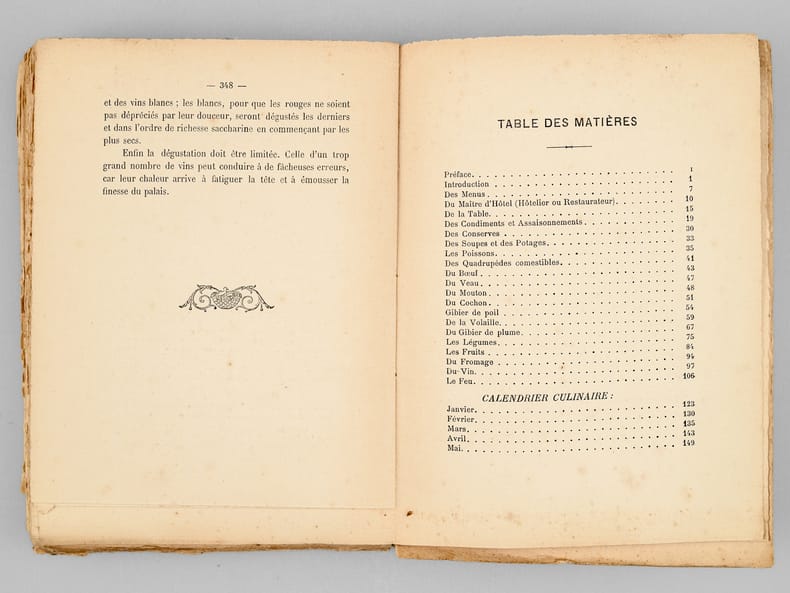 — 348 —
et des vins blancs ; les blancs, pour que les rouges ne soient
pas dépréciés par leur douceur, seront dégustés les derniers
et dans l'ordre de richesse saccharine en commençant par les
plus secs.
Enfin la dégustation doit être limitée. Celle d'un trop
grand nombre de vins peut conduire à de fâcheuses erreurs,
car leur chaleur arrive à fatiguer la tête et à émousser la
finesse du palais.
TABLE DES MATIÈRES
Préface. . . . . . . . . . . . . . . . . . . . I
Introduction . . . . . . . . . . . . . . . . . . . . 1
Des Menus. . . . . . . . . . . . . . . . . . . . 7
Du Maître d'Hôtel (Hôtelier ou Restaurateur). . . . . . . . 10
De la Table. . . . . . . . . . . . . . . . . . . . 15
Des Condiments et Assaisonnements. . . . . . . . . . 19
Des Conserves . . . . . . . . . . . . . . . . . . . . 30
Des Soupes et des Potages. . . . . . . . . . . . . . 33
Les Poissons. . . . . . . . . . . . . . . . . . . . 35
Des Quadrupèdes comestibles. . . . . . . . . . . . . 41
Du Bœuf . . . . . . . . . . . . . . . . . . . . 43
Du Veau. . . . . . . . . . . . . . . . . . . . 47
Du Mouton . . . . . . . . . . . . . . . . . . . . 48
Du Cochon. . . . . . . . . . . . . . . . . . . . 51
Gibier de poil . . . . . . . . . . . . . . . . . . . . 54
De la Volaille. . . . . . . . . . . . . . . . . . . . 59
Du Gibier de plume. . . . . . . . . . . . . . . . . 67
Les Légumes. . . . . . . . . . . . . . . . . . . . 75
Les Fruits . . . . . . . . . . . . . . . . . . . . 84
Du Fromage . . . . . . . . . . . . . . . . . . . . 94
Du Vin. . . . . . . . . . . . . . . . . . . . 97
Le Feu. . . . . . . . . . . . . . . . . . . . 106
CALENDRIER CULINAIRE :
Janvier. . . . . . . . . . . . . . . . . . . . 123
Février. . . . . . . . . . . . . . . . . . . . 130
Mars. . . . . . . . . . . . . . . . . . . . 135
Avril. . . . . . . . . . . . . . . . . . . . 143
Mai. . . . . . . . . . . . . . . . . . . . 149